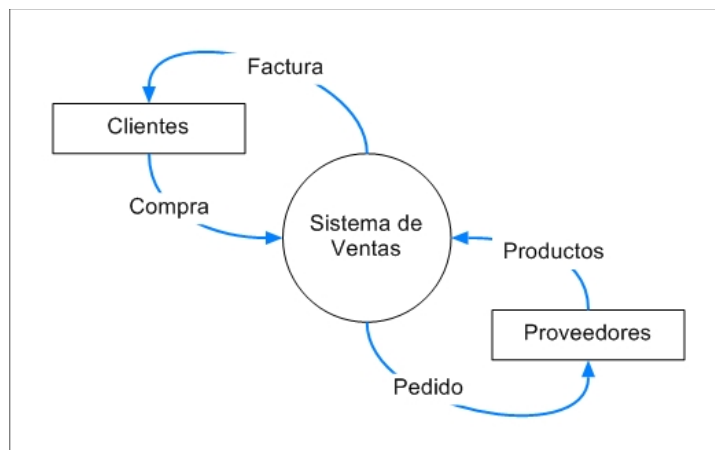 Factura
Clientes
Compra
Sistema de
Ventas
Productos
Proveedores
Pedido